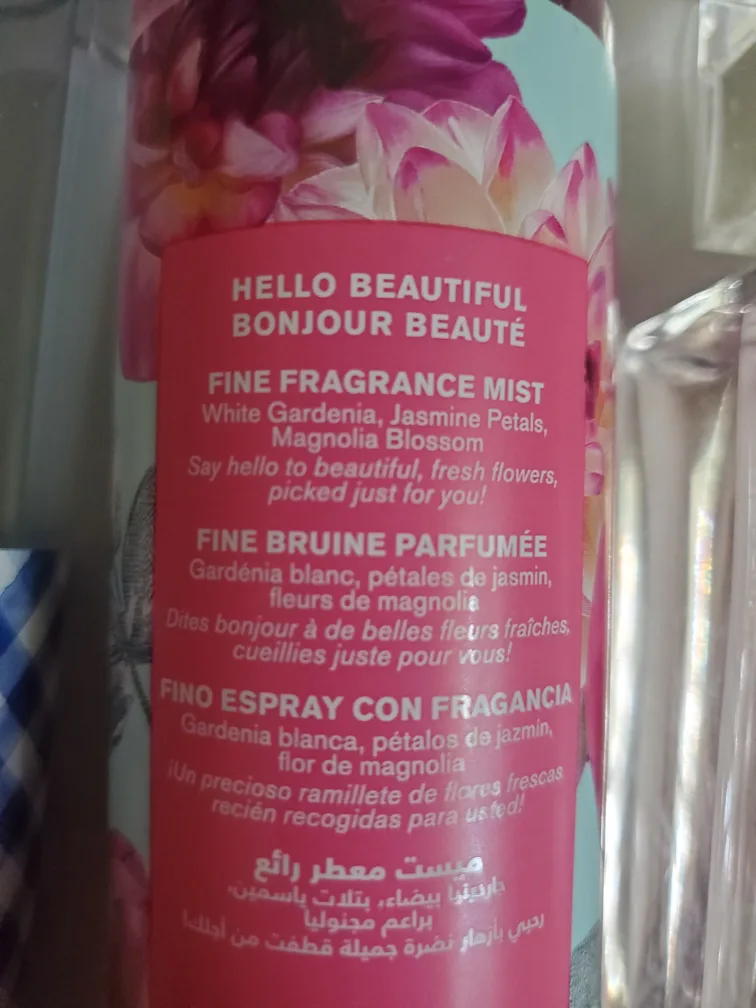 HELLO BEAUTIFUL
BONJOUR BEAUTÉ
FINE FRAGRANCE MIST
White Gardenia, Jasmine Petals,
Magnolia Blossom
Say hello to beautiful, fresh flowers,
picked just for you!
FINE BRUINE PARFUMÉE
Gardénia blanc, pétales de jasmin,
fleurs de magnolia
Dites bonjour à de belles fleurs fraîches,
cueillies juste pour vous!
FINO ESPRAY CON FRAGANCIA
Gardenia blanca, pétalos de jazmín,
flor de magnolia
¡Un precioso ramillete de flores frescas
recién recogidas para usted!
ميست معطر رائع
جاردينيا بيضاء، بتلات ياسمين،
براعم مجنوليا
رحبي بأزهار نضرة جميلة قطفت من أجلك!